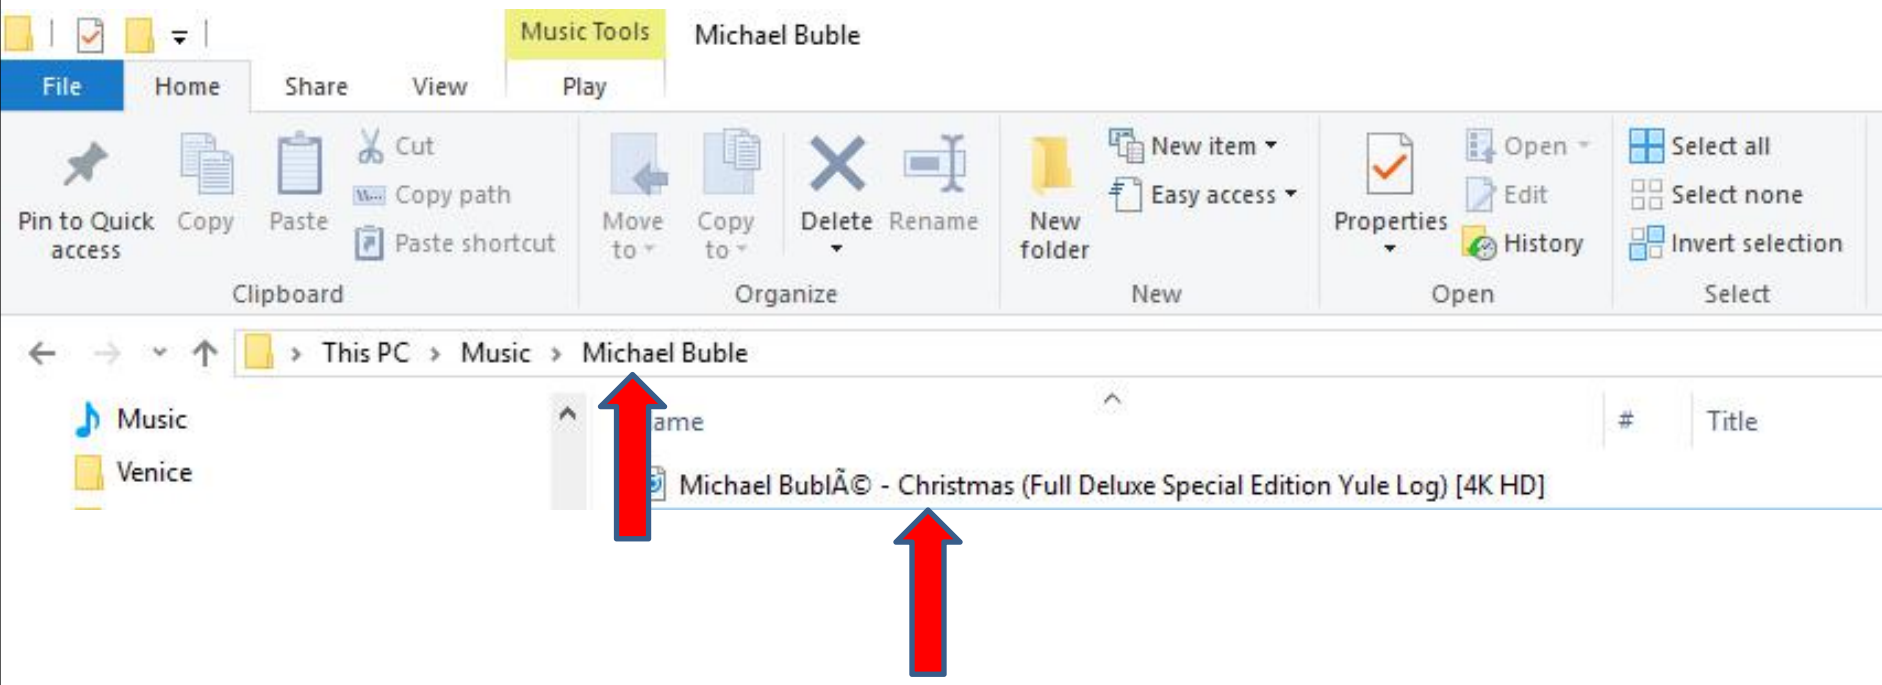 Music Tools
Michael Buble
File
Home
Share
View
Play
Pin to Quick
access
Copy
Paste
Cut
Copy path
Paste shortcut
Clipboard
Move
to
Copy
to
Delete
Rename
Organize
New
folder
New item
Easy access
New
Properties
Open
Edit
History
Open
Select all
Select none
Invert selection
Select
This PC > Music > Michael Buble
Music
Venice
ame
#
Title
Michael BublÃ© - Christmas (Full Deluxe Special Edition Yule Log) [4K HD]